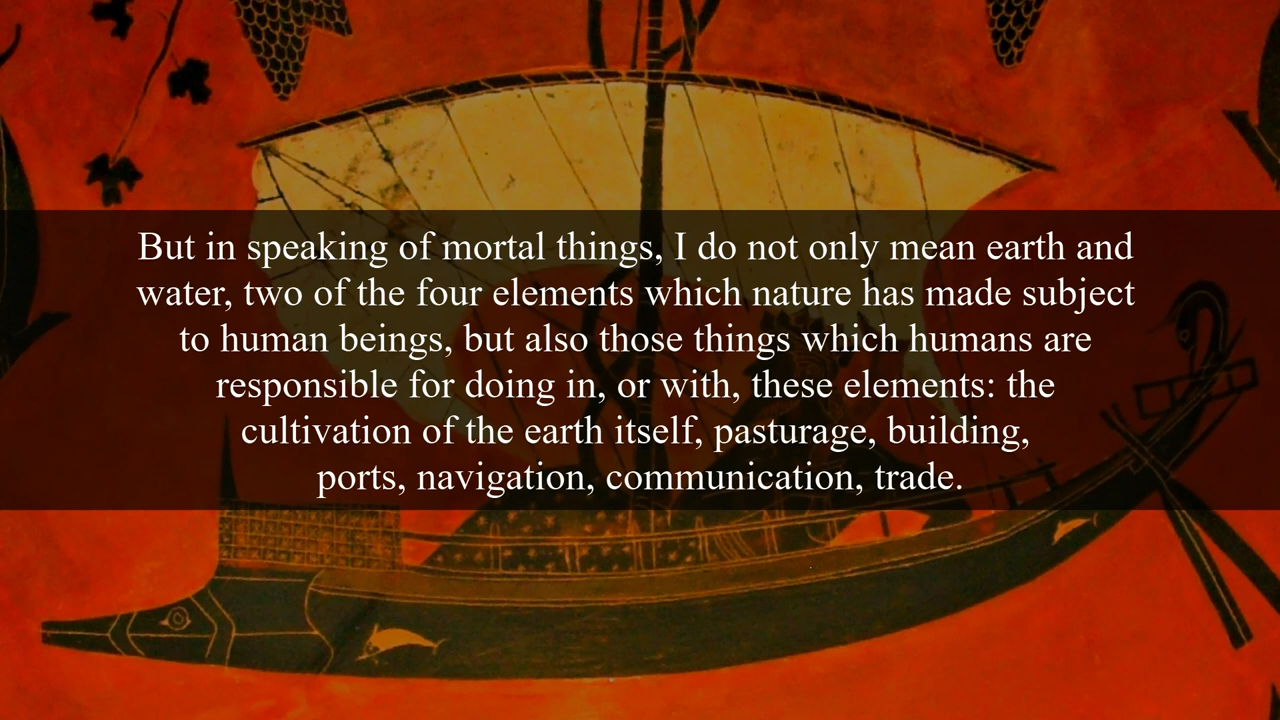 But in speaking of mortal things, I do not only mean earth and
water, two of the four elements which nature has made subject
to human beings, but also those things which humans are
responsible for doing in, or with, these elements: the
cultivation of the earth itself, pasturage, building,
ports, navigation, communication, trade.